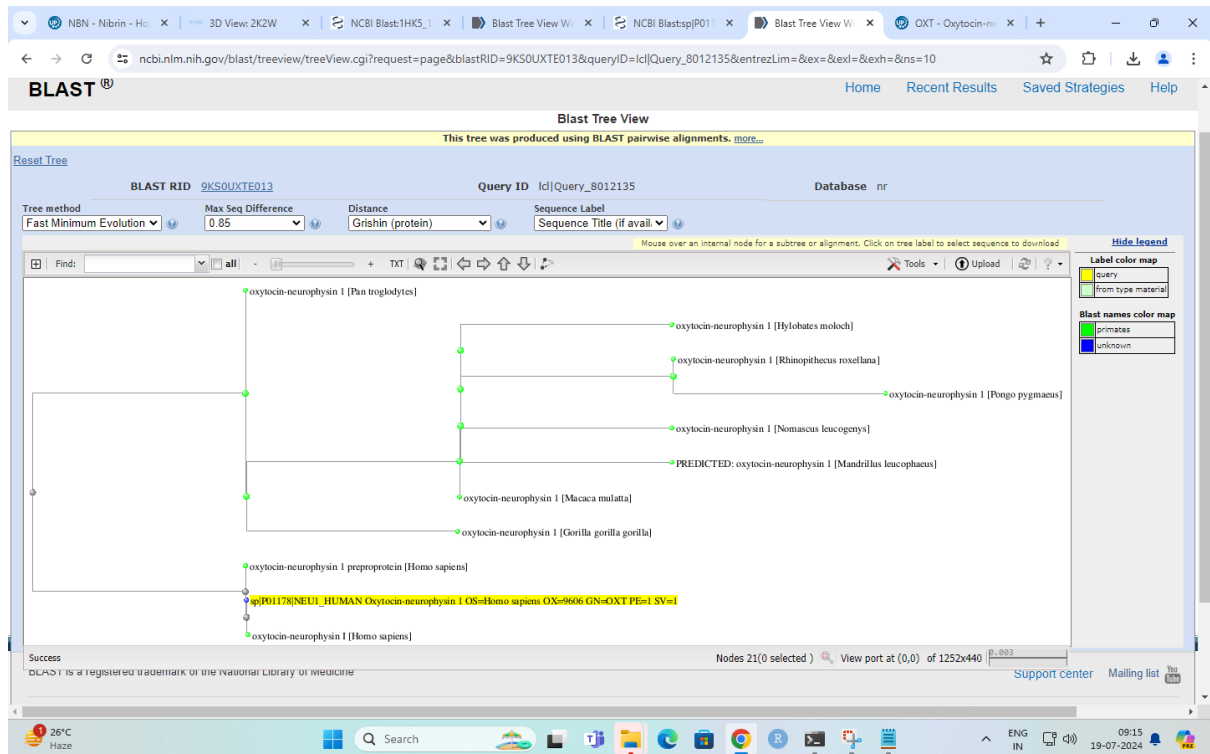 NBN - Nibrin - Ho
3D View: 2K2W
NCBI Blast:1HK5_1
Blast Tree View Wi
NCBI Blast:sp|P011
Blast Tree View Wi
OXT - Oxytocin-ne
ncbi.nlm.nih.gov/blast/treeview/treeView.cgi?request=page&blastRID=9KS0UXTE013&queryID=lcl|Query_8012135&entrezLim=&ex=&exl=&exh=&ns=10
BLAST ®
Home Recent Results Saved Strategies Help
Blast Tree View
This tree was produced using BLAST pairwise alignments. more...
Reset Tree
BLAST RID 9KS0UXTE013 Query ID lcl|Query_8012135 Database nr
Tree method Max Seq Difference Distance Sequence Label
Fast Minimum Evolution 0.85 Grishin (protein) Sequence Title (if avail
Mouse over an internal node for a subtree or alignment. Click on tree label to select sequence to download
Hide legend
Find: all - + TXT Tools Upload ?
Label color map
query
from type material
Blast names color map
primates
unknown
oxytocin-neurophysin 1 [Pan troglodytes]
oxytocin-neurophysin 1 [Hylobates moloch]
oxytocin-neurophysin 1 [Rhinopithecus roxellana]
oxytocin-neurophysin 1 [Pongo pygmaeus]
oxytocin-neurophysin 1 [Nomascus leucogenys]
PREDICTED: oxytocin-neurophysin 1 [Mandrillus leucophaeus]
oxytocin-neurophysin 1 [Macaca mulatta]
oxytocin-neurophysin 1 [Gorilla gorilla gorilla]
oxytocin-neurophysin 1 preproprotein [Homo sapiens]
sp|P01178|NEU1_HUMAN Oxytocin-neurophysin 1 OS=Homo sapiens OX=9606 GN=OXT PE=1 SV=1
oxytocin-neurophysin I [Homo sapiens]
Success Nodes 21(0 selected ) View port at (0,0) of 1252x440 0.003
BLAST is a registered trademark of the National Library of Medicine
Support center Mailing list You Tube
1
26°C
Haze
Search
ENG
IN
09:15
19-07-2024